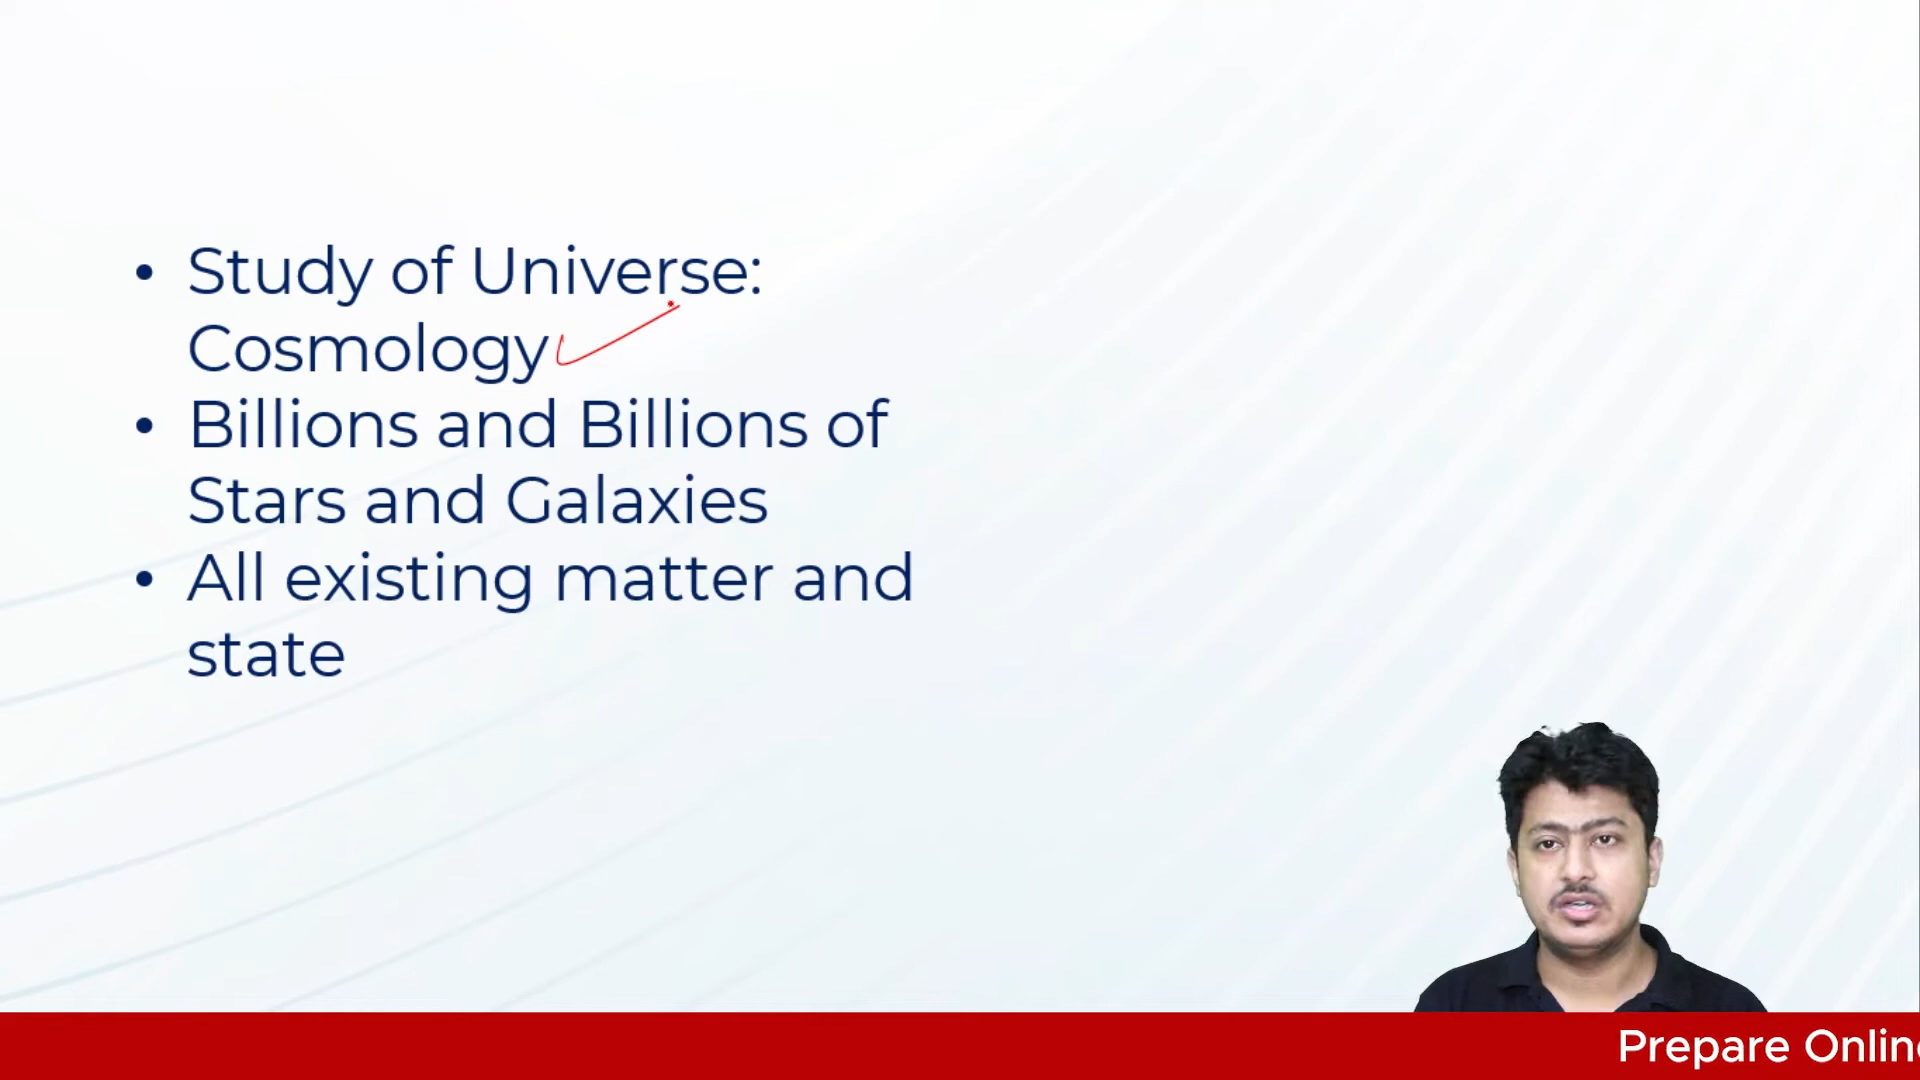 • Study of Universe:
Cosmology
• Billions and Billions of
Stars and Galaxies
• All existing matter and
state
Prepare Onlin